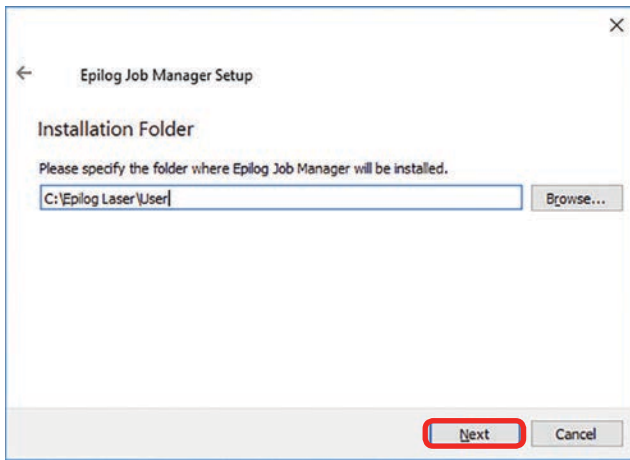 Epilog Job Manager Setup
Installation Folder
Please specify the folder where Epilog Job Manager will be installed.
C:\Epilog Laser\User
Browse...
Next
Cancel